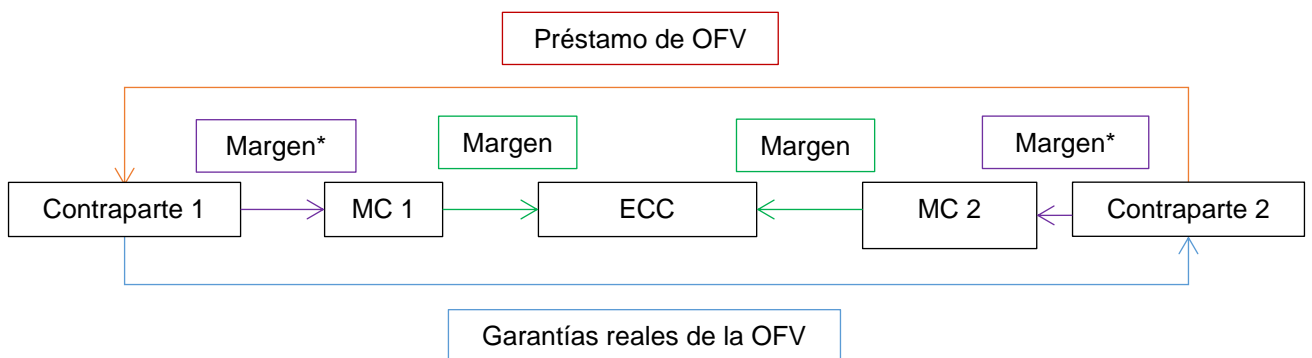 Préstamo de OFV
Margen*
Margen
Margen
Margen*
Contraparte 1
MC 1
ECC
MC 2
Contraparte 2
Garantías reales de la OFV